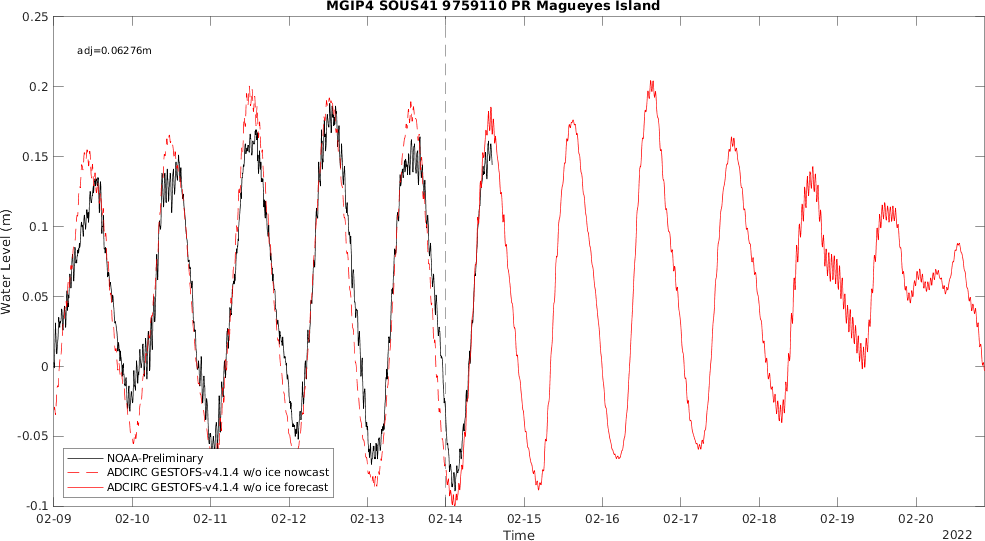 MGIP4 SOUS41 9759110 PR Magueyes Island
0.25
adj=0.06276m
0.2
0.15
0.1
0.05
0
-0.05
-0.1
Water Level (m)
NOAA-Preliminary
ADCIRC GESTOFS-v4.1.4 w/o ice nowcast
ADCIRC GESTOFS-v4.1.4 w/o ice forecast
02-09 02-10 02-11 02-12 02-13 02-14 02-15 02-16 02-17 02-18 02-19 02-20
Time
2022